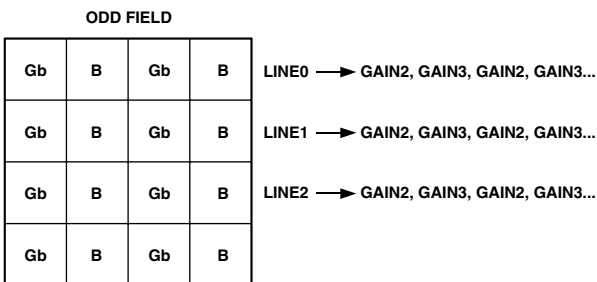 ODD FIELD
Gb B Gb B LINE0 GAIN2, GAIN3, GAIN2, GAIN3...
Gb B Gb B LINE1 GAIN2, GAIN3, GAIN2, GAIN3...
Gb B Gb B LINE2 GAIN2, GAIN3, GAIN2, GAIN3...
Gb B Gb B